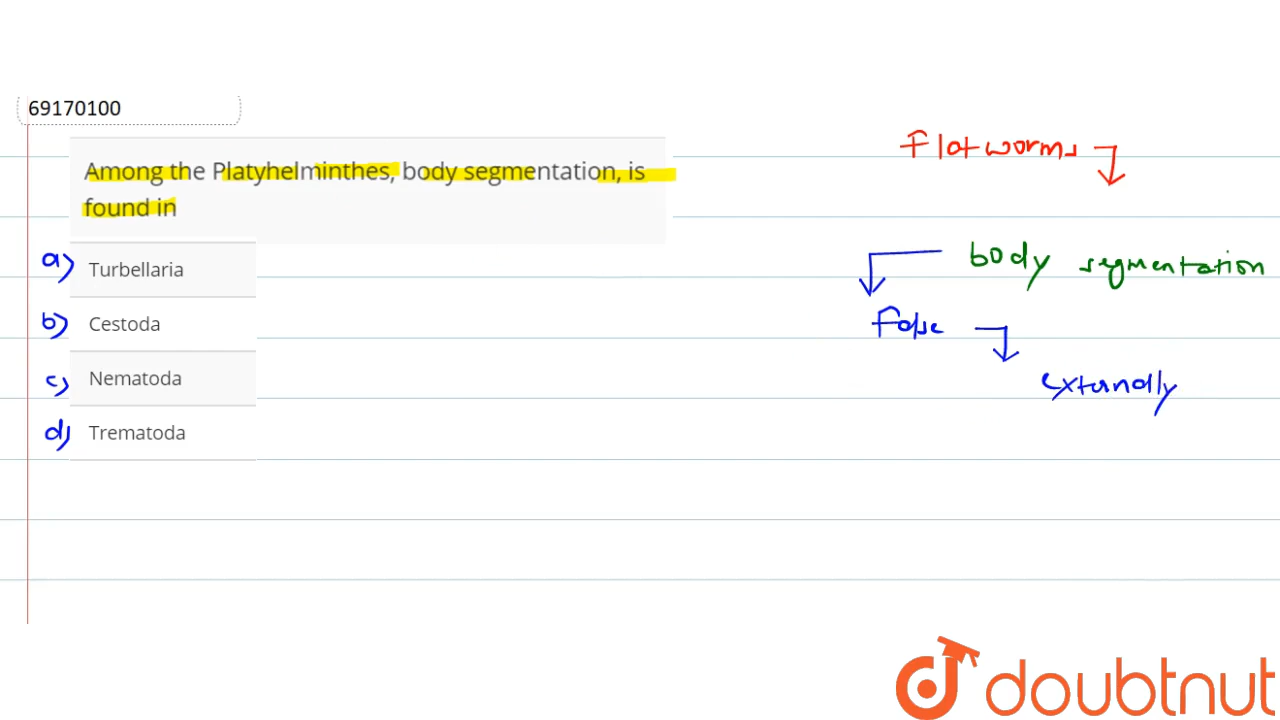 69170100
Among the Platyhelminthes, body segmentation, is
found in
a) Turbellaria
b) Cestoda
c) Nematoda
d) Trematoda
Flatworms
body segmentation
False
externally
doubtnut